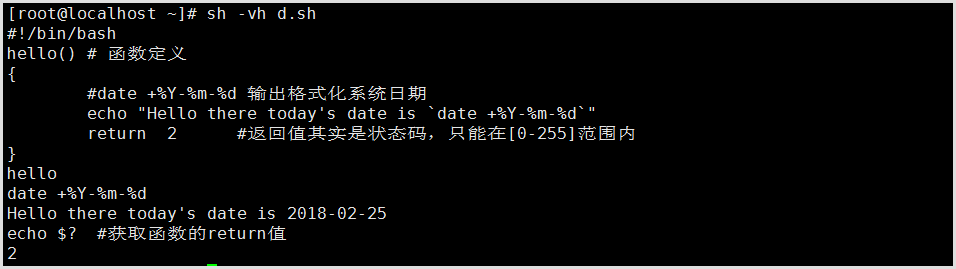 [root@localhost ~]# sh -vh d.sh
#!/bin/bash
hello() # 函数定义
{
        #date +%Y-%m-%d 输出格式化系统日期
        echo "Hello there today's date is `date +%Y-%m-%d`"
        return  2      #返回值其实是状态码，只能在[0-255]范围内
}
hello
date +%Y-%m-%d
Hello there today's date is 2018-02-25
echo $?  #获取函数的return值
2